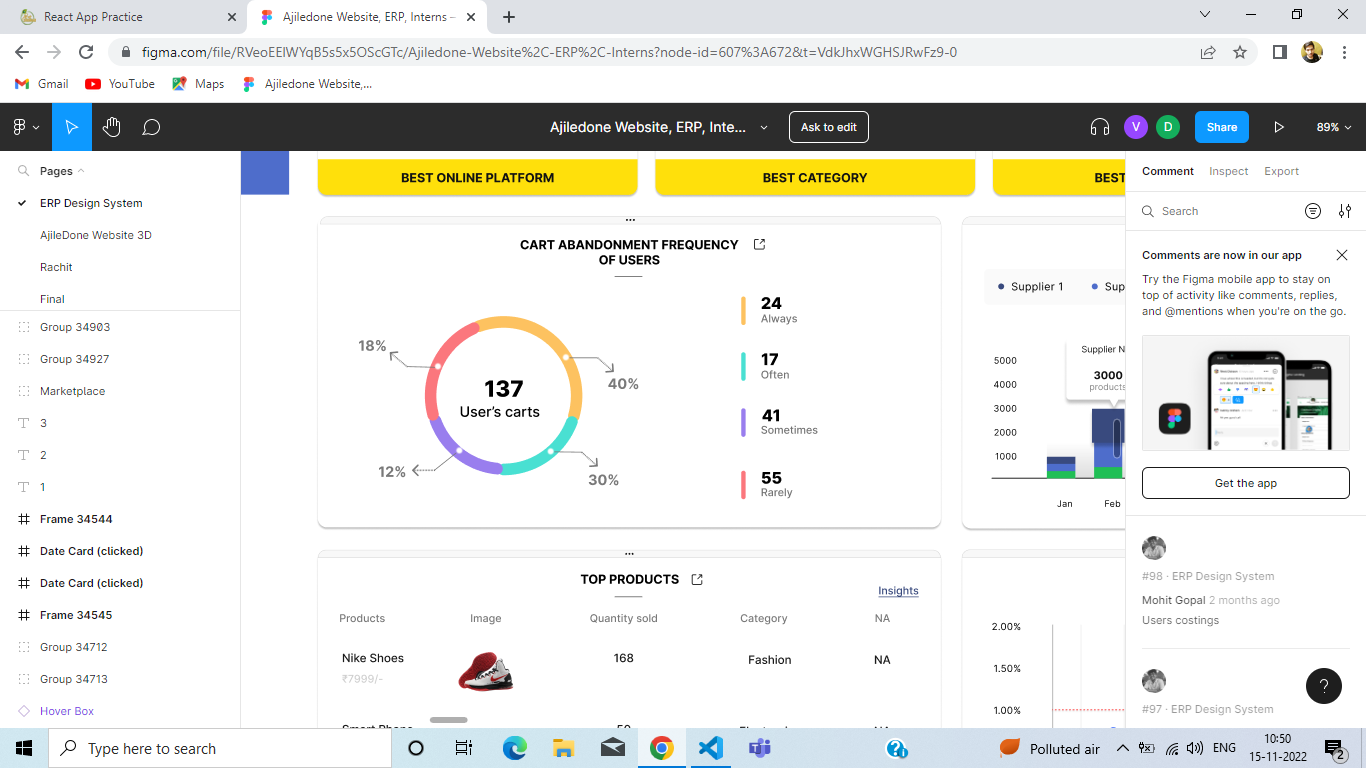 React App Practice
Ajiledone Website, ERP, Interns –
figma.com/file/RVeoEElWYqB5s5x5OScGTc/Ajiledone-Website%2C-ERP%2C-Interns?node-id=607%3A672&t=VdkJhxWGHSJRwFz9-0
Gmail
YouTube
Maps
Ajiledone Website,...
Ajiledone Website, ERP, Inte...
Ask to edit
V
D
Share
89%
Pages
ERP Design System
AjileDone Website 3D
Rachit
Final
Group 34903
Group 34927
Marketplace
3
2
1
Frame 34544
Date Card (clicked)
Date Card (clicked)
Frame 34545
Group 34712
Group 34713
Hover Box
BEST ONLINE PLATFORM
BEST CATEGORY
BEST
CART ABANDONMENT FREQUENCY
OF USERS
18%
40%
137
User's carts
12%
30%
24
Always
17
Often
41
Sometimes
55
Rarely
Supplier 1
Sup
Supplier N
3000
products
5000
4000
3000
2000
1000
Jan
Feb
TOP PRODUCTS
Insights
Products
Image
Quantity sold
Category
NA
Nike Shoes
₹7999/-
168
Fashion
NA
2.00%
1.50%
1.00%
Comment
Inspect
Export
Search
Comments are now in our app
Try the Figma mobile app to stay on
top of activity like comments, replies,
and @mentions when you're on the go.
Get the app
#98 · ERP Design System
Mohit Gopal 2 months ago
Users costings
#97 · ERP Design System
?
Type here to search
Polluted air
ENG
10:50
15-11-2022
2